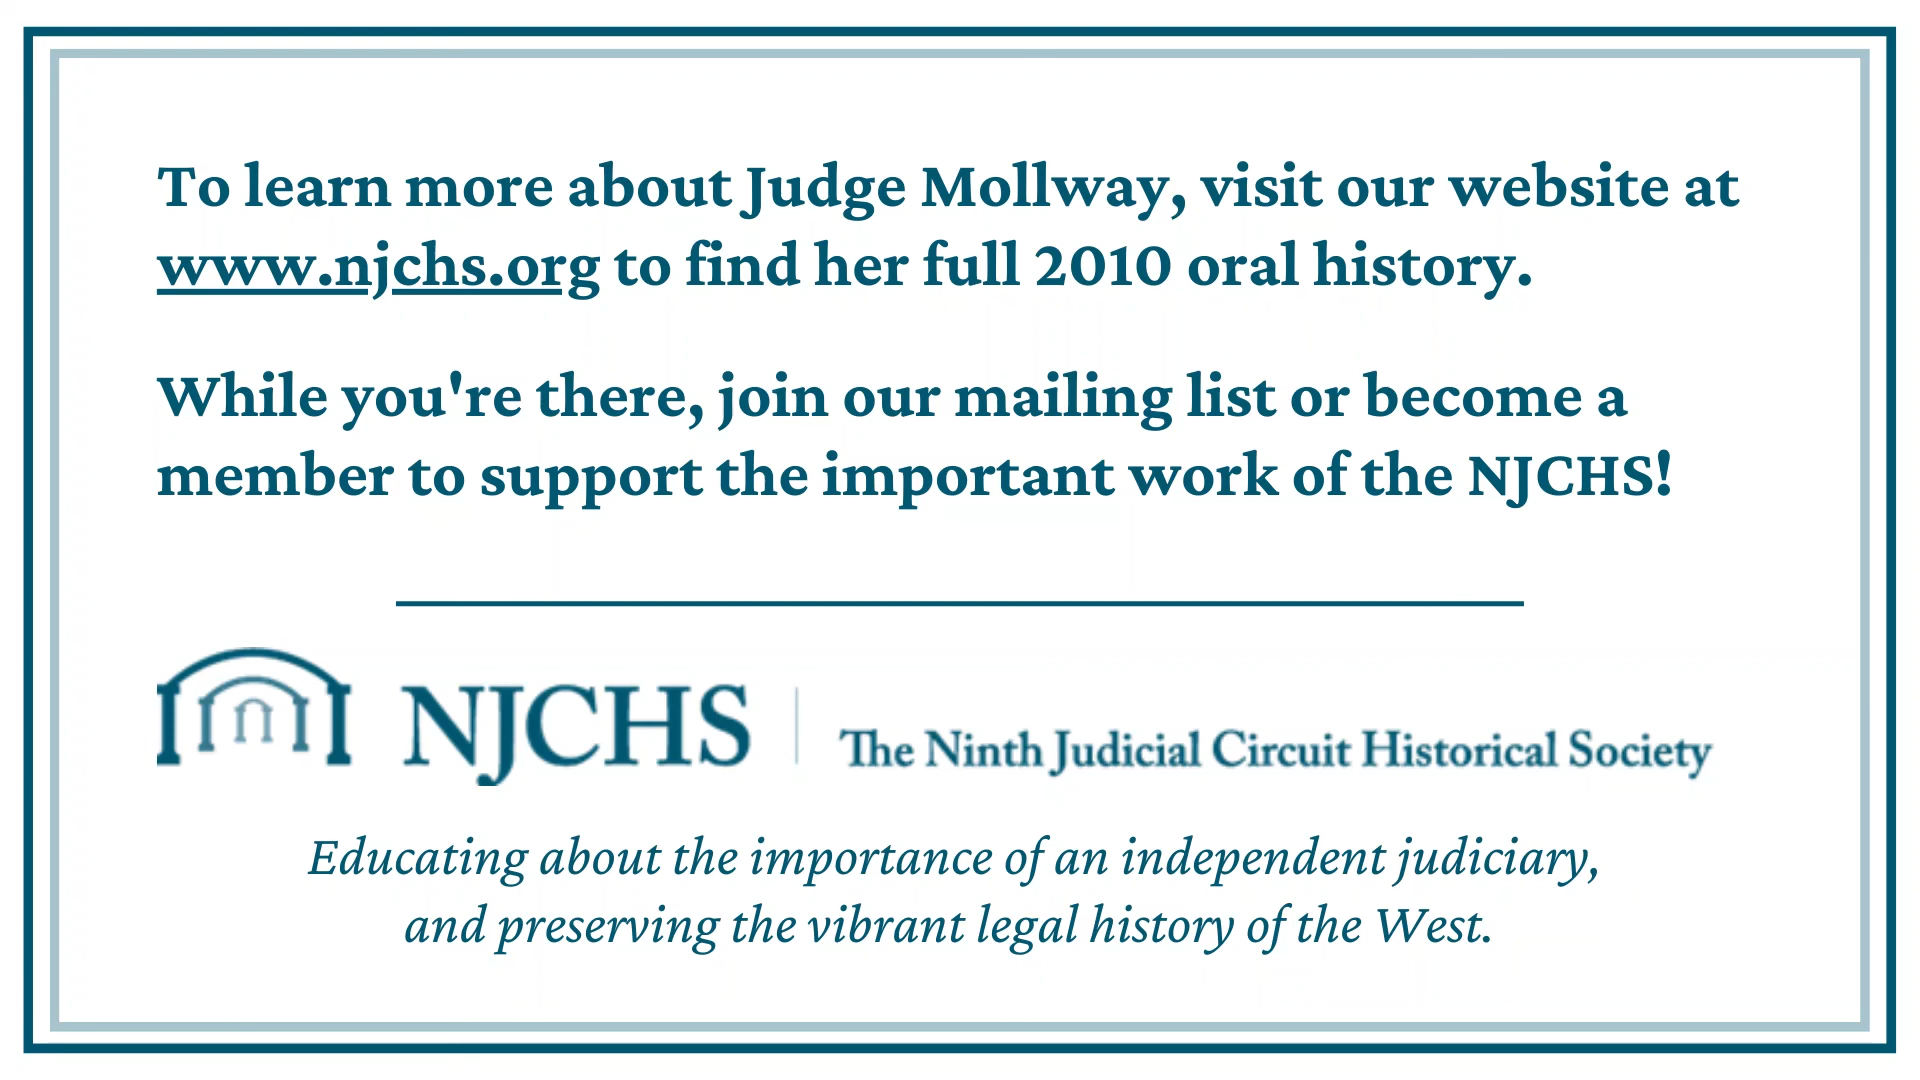 To learn more about Judge Mollway, visit our website at
www.njchs.org to find her full 2010 oral history.
While you're there, join our mailing list or become a
member to support the important work of the NJCHS!
NJCHS
The Ninth Judicial Circuit Historical Society
Educating about the importance of an independent judiciary,
and preserving the vibrant legal history of the West.